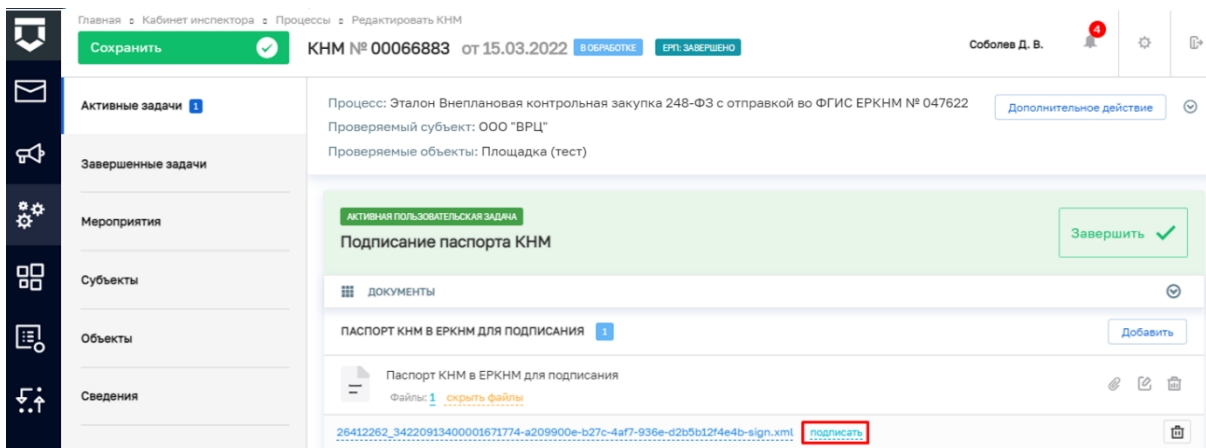 Главная Кабинет инспектора Процессы Редактировать КНМ
Сохранить
КНМ № 00066883 от 15.03.2022 В ОБРАБОТКЕ ЕРП: ЗАВЕРШЕНО
Соболев Д. В.
4
Активные задачи 1
Завершенные задачи
Мероприятия
Субъекты
Объекты
Сведения
Процесс: Эталон Внеплановая контрольная закупка 248-ФЗ с отправкой во ФГИС ЕРКНМ № 047622
Дополнительное действие
Проверяемый субъект: ООО "ВРЦ"
Проверяемые объекты: Площадка (тест)
АКТИВНАЯ ПОЛЬЗОВАТЕЛЬСКАЯ ЗАДАЧА
Подписание паспорта КНМ
Завершить
ДОКУМЕНТЫ
ПАСПОРТ КНМ В ЕРКНМ ДЛЯ ПОДПИСАНИЯ 1
Добавить
Паспорт КНМ в ЕРКНМ для подписания
Файлы: 1 скрыть файлы
26412262_34220913400001671774-a209900e-b27c-4af7-936e-d2b5b12f4e4b-sign.xml подписать